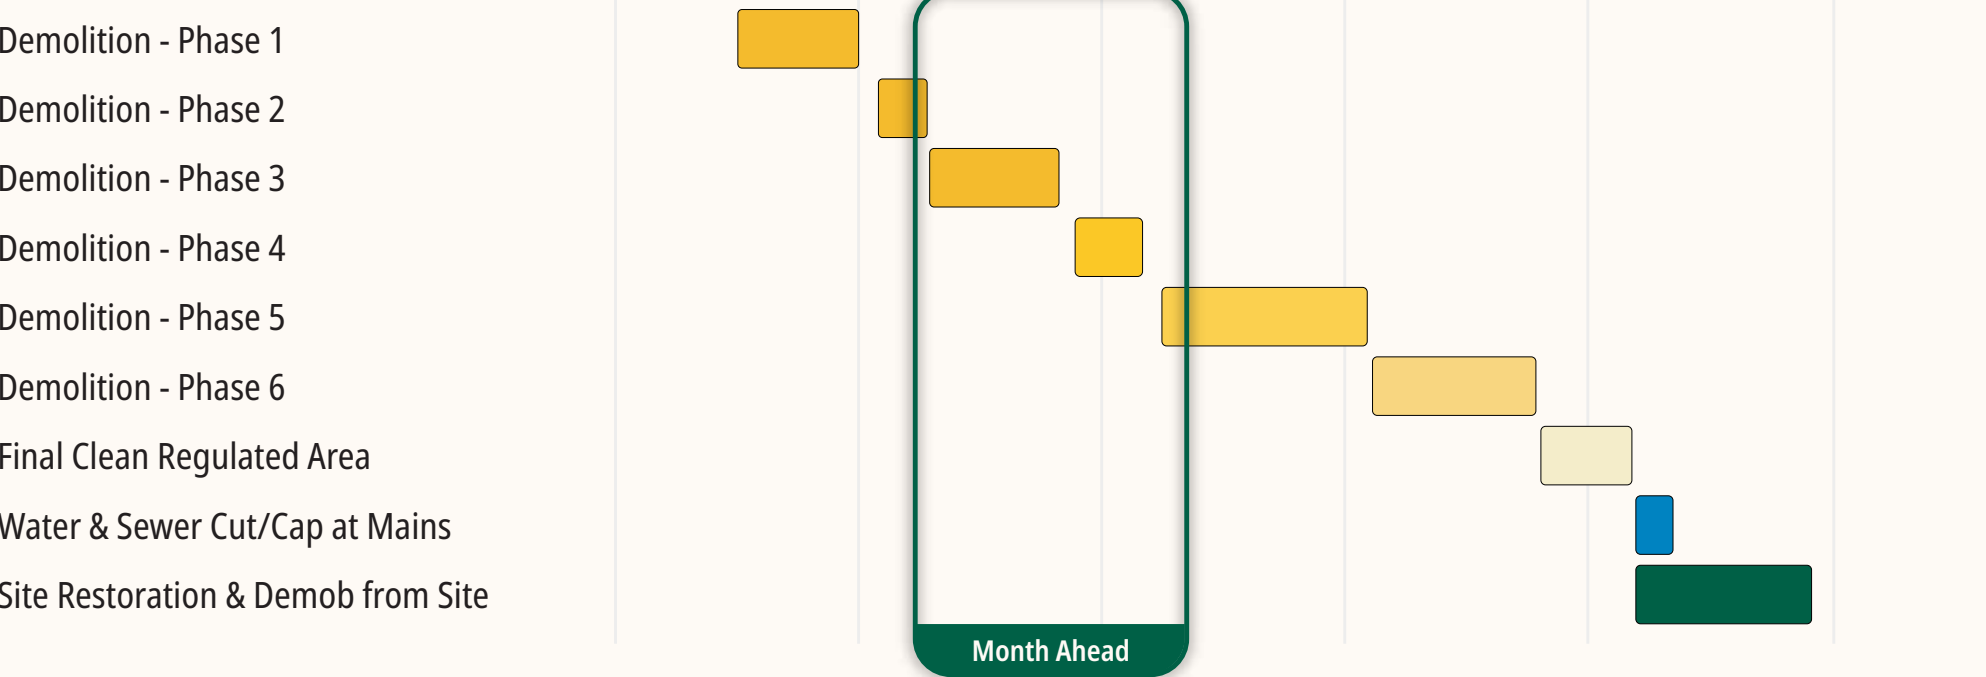 Demolition - Phase 1
Demolition - Phase 2
Demolition - Phase 3
Demolition - Phase 4
Demolition - Phase 5
Demolition - Phase 6
Final Clean Regulated Area
Water & Sewer Cut/Cap at Mains
Site Restoration & Demob from Site
Month Ahead